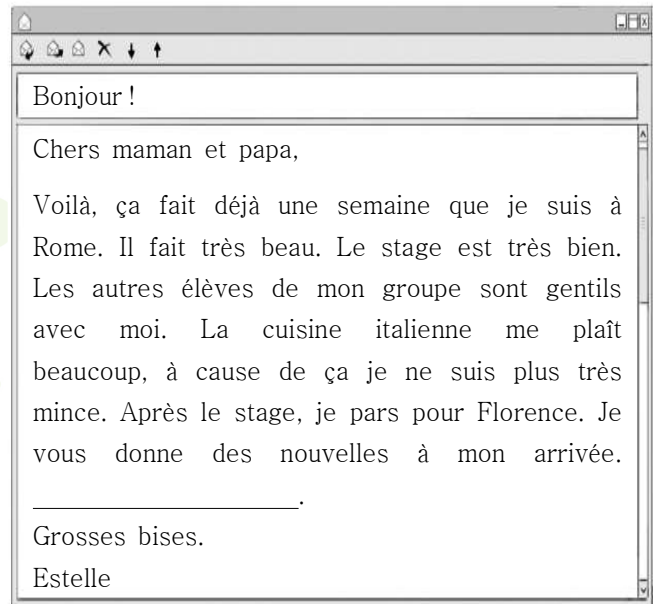 Bonjour !
Chers maman et papa,
Voilà, ça fait déjà une semaine que je suis à
Rome. Il fait très beau. Le stage est très bien.
Les autres élèves de mon groupe sont gentils
avec moi. La cuisine italienne me plaît
beaucoup, à cause de ça je ne suis plus très
mince. Après le stage, je pars pour Florence. Je
vous donne des nouvelles à mon arrivée.
____________________.
Grosses bises.
Estelle